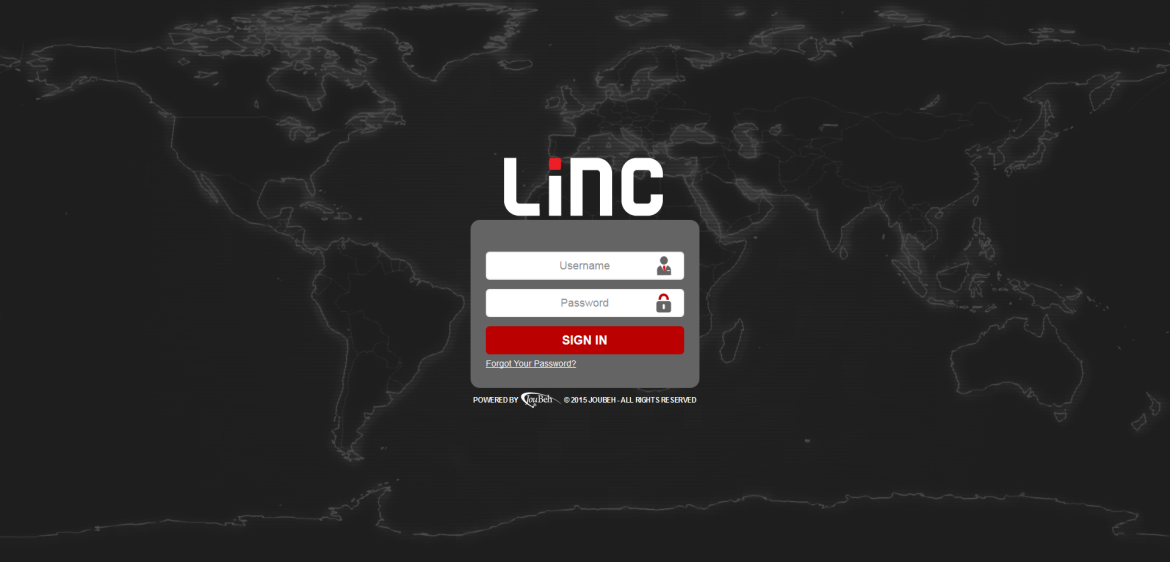 LiNC
Username
Password
SIGN IN
Forgot Your Password?
POWERED BY JouBeh © 2015 JOUBEH - ALL RIGHTS RESERVED